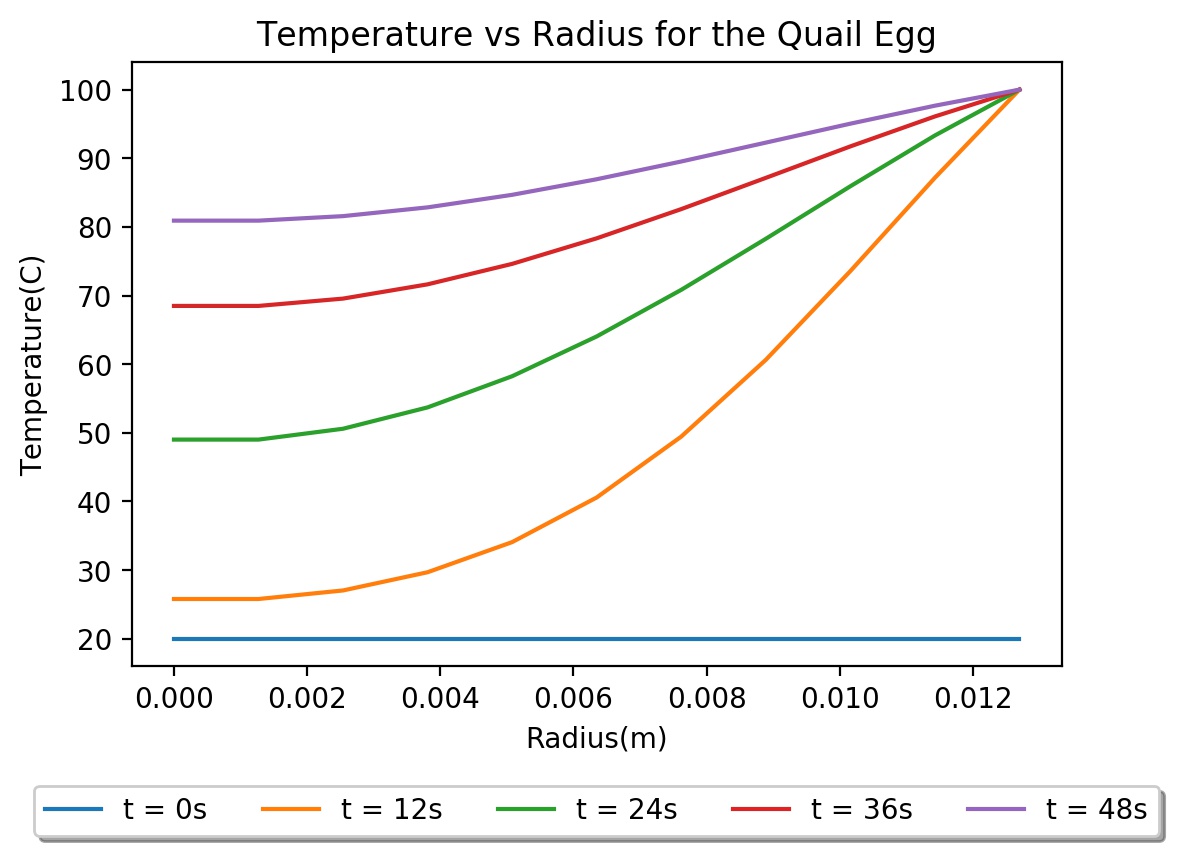 Temperature vs Radius for the Quail Egg
Temperature(C)
100
90
80
70
60
50
40
30
20
0.000 0.002 0.004 0.006 0.008 0.010 0.012
Radius(m)
t = 0s t = 12s t = 24s t = 36s t = 48s